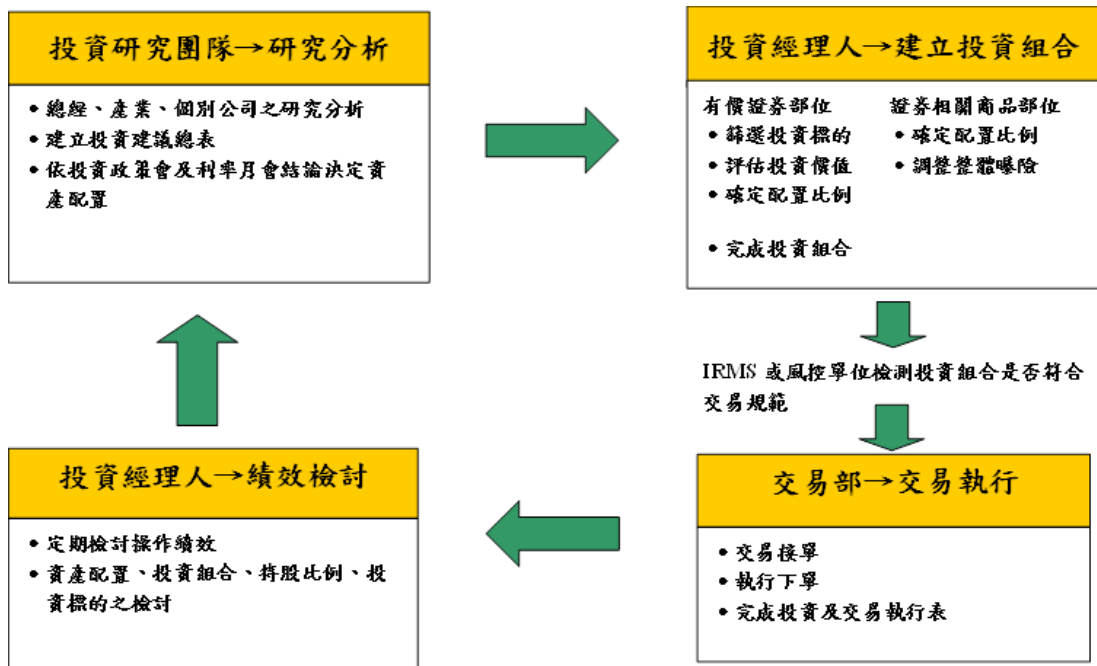 投資研究團隊→研究分析
• 總經、產業、個別公司之研究分析
• 建立投資建議總表
• 依投資政策會及利率月會結論決定資
產配置
投資經理人→建立投資組合
有價證券部位
• 篩選投資標的
• 評估投資價值
• 確定配置比例
• 完成投資組合
證券相關商品部位
• 確定配置比例
• 調整整體曝險
IRMS 或風控單位檢測投資組合是否符合
交易規範
交易部→交易執行
• 交易接單
• 執行下單
• 完成投資及交易執行表
投資經理人→績效檢討
• 定期檢討操作績效
• 資產配置、投資組合、持股比例、投
資標的之檢討